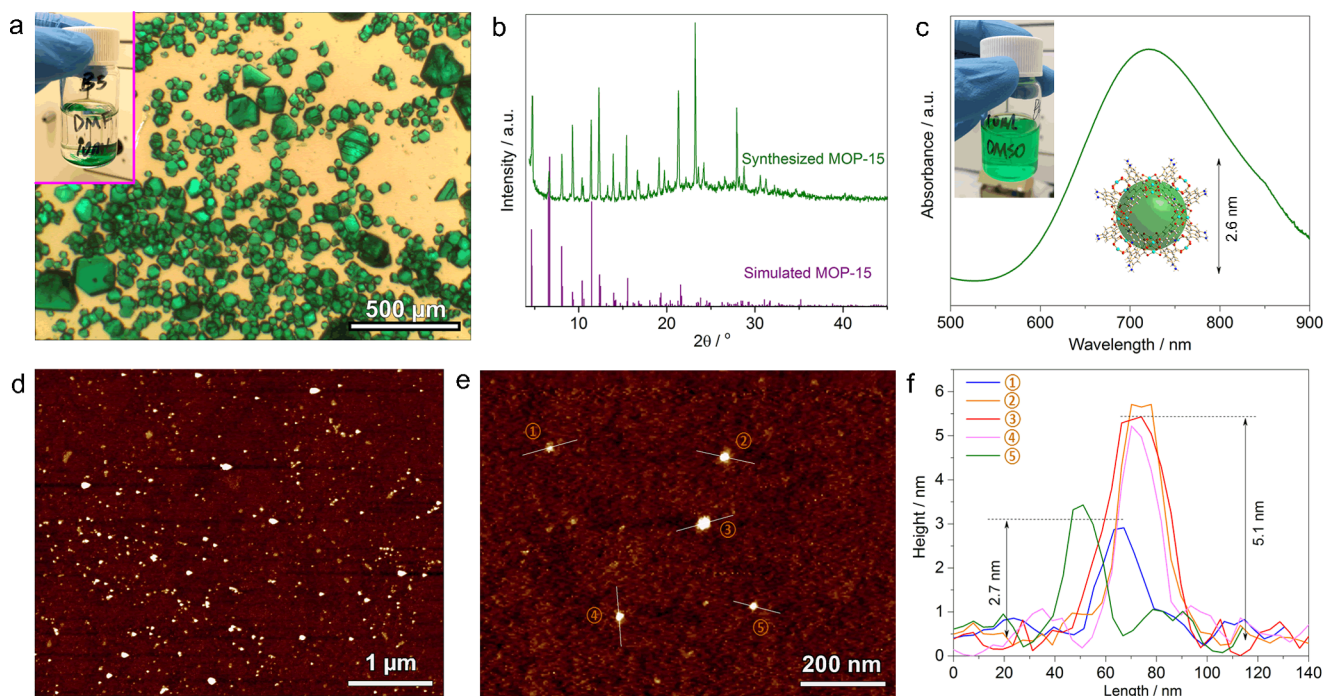 a
B5
DMF
10mL
500 µm
b
Intensity / a.u.
Synthesized MOP-15
Simulated MOP-15
10 20 30 40
2θ / °
c
Absorbance / a.u.
10mL
DMSO
2.6 nm
500 600 700 800 900
Wavelength / nm
d
1 µm
e
①
②
③
④
⑤
200 nm
f
Height / nm
6
5
4
3
2
1
0
①
②
③
④
⑤
2.7 nm
5.1 nm
0 20 40 60 80 100 120 140
Length / nm